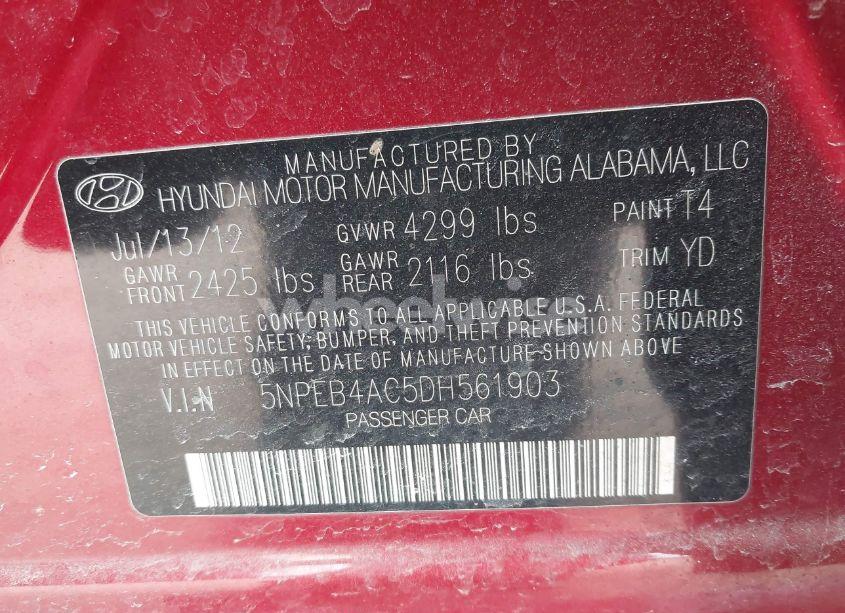 MANUFACTURED BY
HYUNDAI MOTOR MANUFACTURING ALABAMA, LLC
Jul/13/12 GVWR 4299 lbs PAINT T4
GAWR FRONT 2425 lbs GAWR REAR 2116 lbs TRIM YD
THIS VEHICLE CONFORMS TO ALL APPLICABLE U.S.A. FEDERAL
MOTOR VEHICLE SAFETY, BUMPER, AND THEFT PREVENTION STANDARDS
IN EFFECT ON THE DATE OF MANUFACTURE SHOWN ABOVE
V.I.N 5NPEB4AC5DH561903
PASSENGER CAR